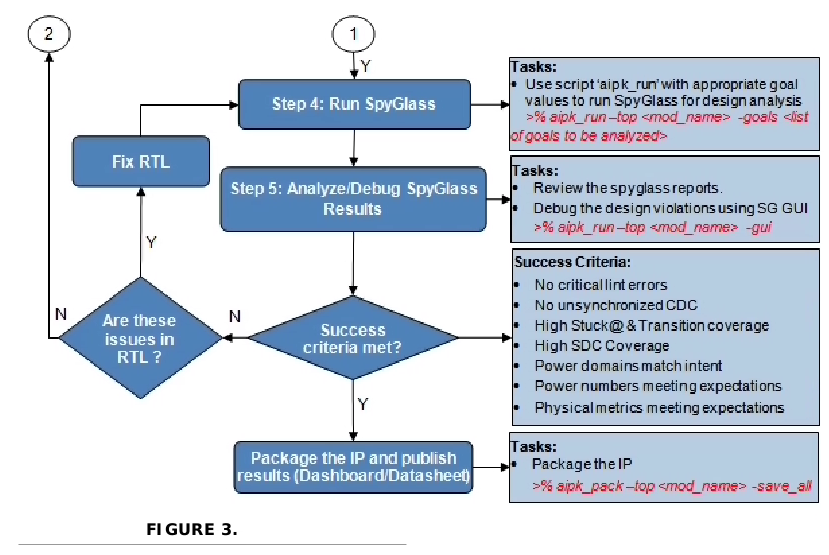 2
1
Y
Step 4: Run SpyGlass
Tasks:
• Use script 'aipk_run' with appropriate goal
values to run SpyGlass for design analysis
>% aipk_run –top <mod_name> -goals <list
of goals to be analyzed>
Fix RTL
Step 5: Analyze/Debug SpyGlass
Results
Tasks:
• Review the spyglass reports.
• Debug the design violations using SG GUI
>% aipk_run –top <mod_name> -gui
Y
Success Criteria:
• No critical lint errors
• No unsynchronized CDC
• High Stuck@ & Transition coverage
• High SDC Coverage
• Power domains match intent
• Power numbers meeting expectations
• Physical metrics meeting expectations
N
Are these
issues in
RTL ?
N
Success
criteria met?
Y
Package the IP and publish
results (Dashboard/Datasheet)
Tasks:
• Package the IP
>% aipk_pack –top <mod_name> -save_all
FIGURE 3.